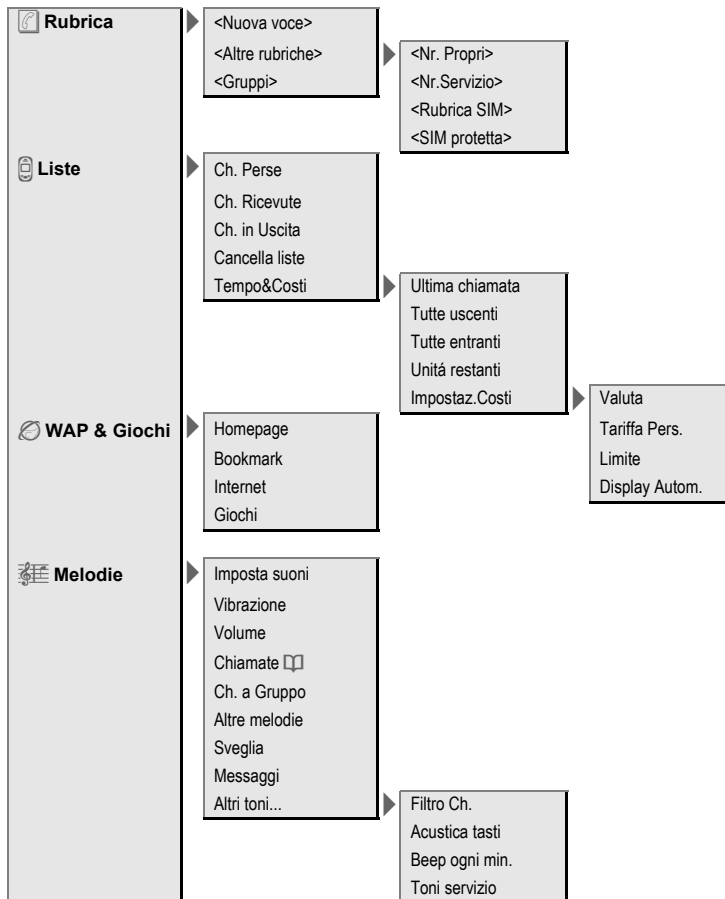 Rubrica
<Nuova voce>
<Altre rubriche>
<Gruppi>
<Nr. Propri>
<Nr.Servizio>
<Rubrica SIM>
<SIM protetta>
Liste
Ch. Perse
Ch. Ricevute
Ch. in Uscita
Cancella liste
Tempo&Costi
Ultima chiamata
Tutte uscenti
Tutte entranti
Unitá restanti
Impostaz.Costi
Valuta
Tariffa Pers.
Limite
Display Autom.
WAP & Giochi
Homepage
Bookmark
Internet
Giochi
Melodie
Imposta suoni
Vibrazione
Volume
Chiamate
Ch. a Gruppo
Altre melodie
Sveglia
Messaggi
Altri toni...
Filtro Ch.
Acustica tasti
Beep ogni min.
Toni servizio